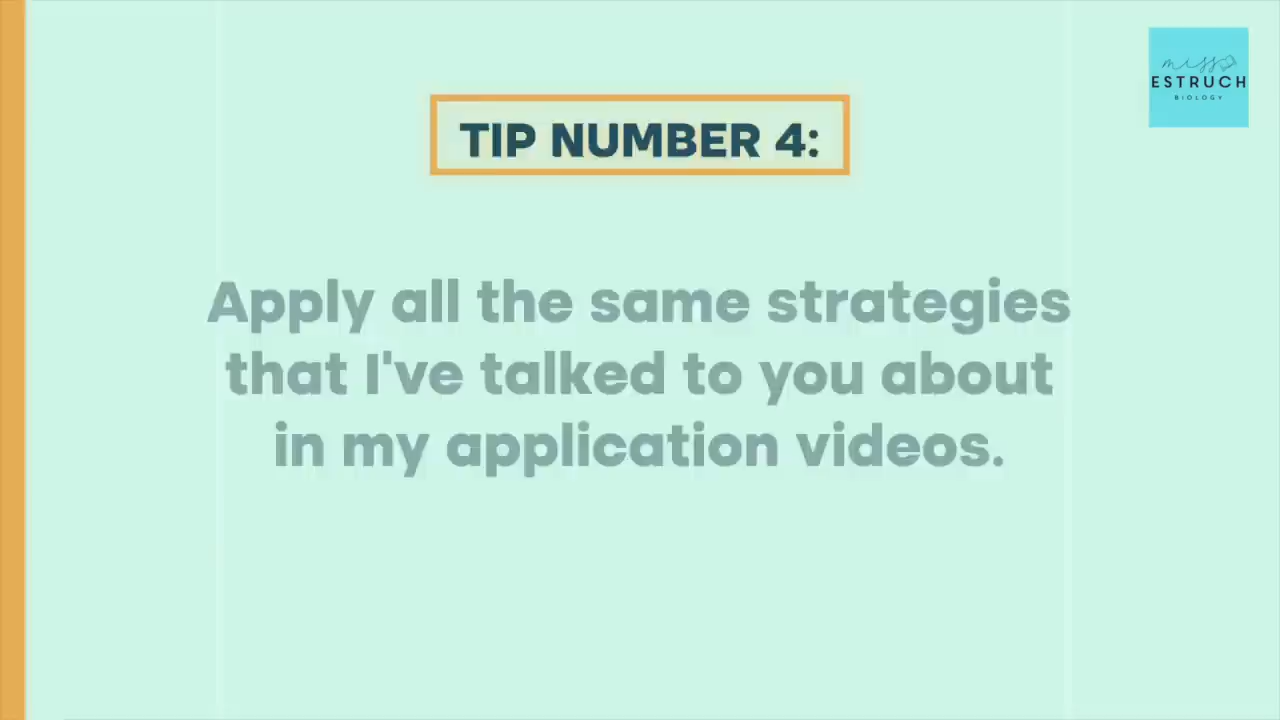 miss
ESTRUCH
BIOLOGY
TIP NUMBER 4:
Apply all the same strategies
that I've talked to you about
in my application videos.